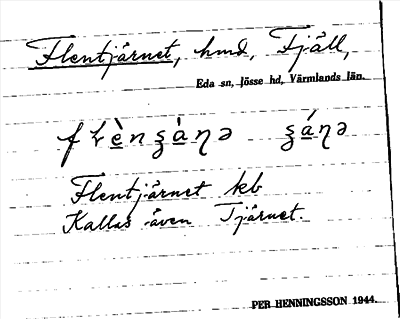 Flentjärnet, hmd, Fjäll,
Eda sn, Jösse hd, Värmlands län.
Flentjärnet kb
Kallas även Tjärnet.
PER HENNINGSSON 1944.